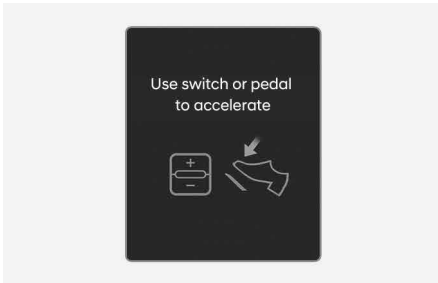 Use switch or pedal
to accelerate
+
−